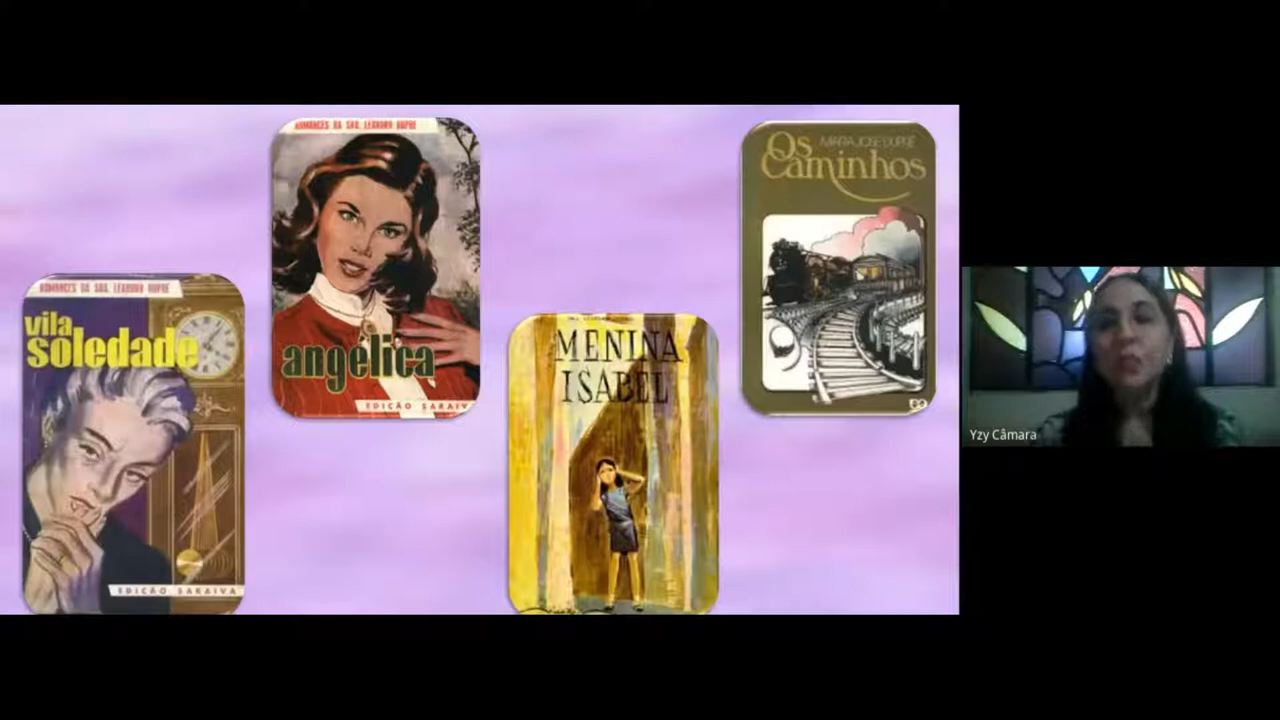 ROMANCES DA SRA. LEANDRO DUPRÉ
vila
soledade
EDIÇÃO SARAIVA
ROMANCES DA SRA. LEANDRO DUPRÉ
angélica
EDIÇÃO SARAIV
MENINA
ISABEL
MARIA JOSÉ DUPRÉ
Os
Caminhos
Yzy Câmara